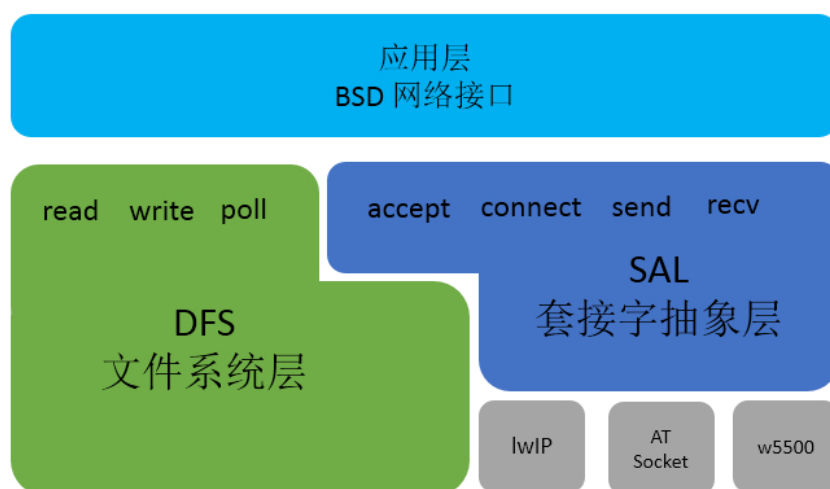 应用层
BSD 网络接口
read write poll
accept connect send recv
DFS
文件系统层
SAL
套接字抽象层
lwIP
AT
Socket
w5500